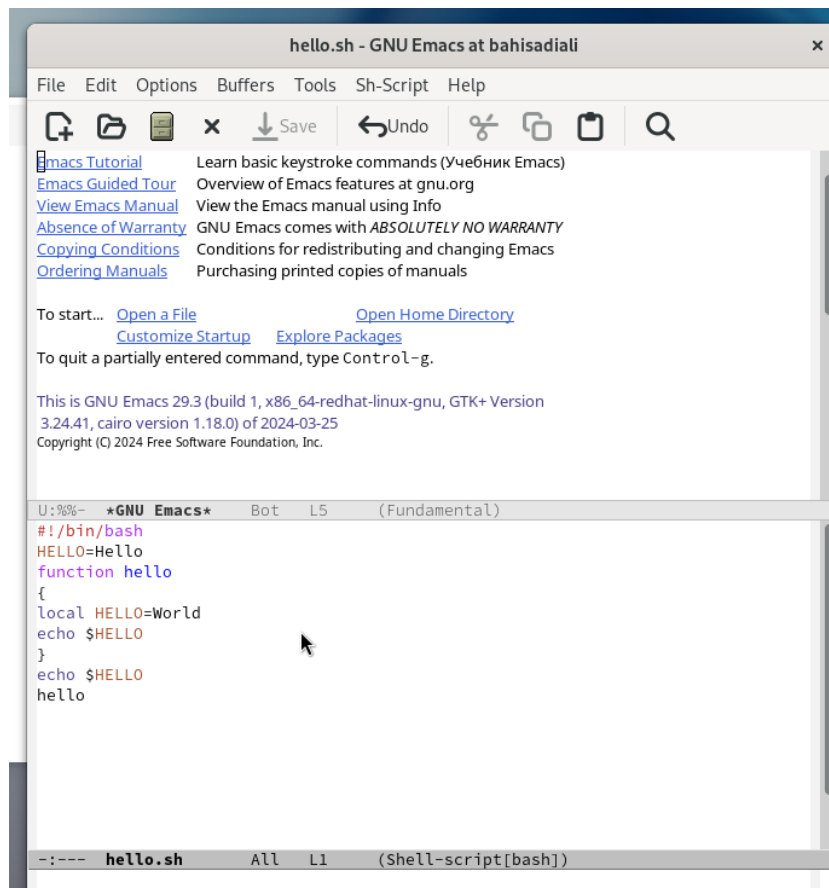 hello.sh - GNU Emacs at bahisadiali ×
File Edit Options Buffers Tools Sh-Script Help
Save Undo
Emacs Tutorial Learn basic keystroke commands (Учебник Emacs)
Emacs Guided Tour Overview of Emacs features at gnu.org
View Emacs Manual View the Emacs manual using Info
Absence of Warranty GNU Emacs comes with ABSOLUTELY NO WARRANTY
Copying Conditions Conditions for redistributing and changing Emacs
Ordering Manuals Purchasing printed copies of manuals
To start... Open a File Open Home Directory
Customize Startup Explore Packages
To quit a partially entered command, type Control-g.
This is GNU Emacs 29.3 (build 1, x86_64-redhat-linux-gnu, GTK+ Version
3.24.41, cairo version 1.18.0) of 2024-03-25
Copyright (C) 2024 Free Software Foundation, Inc.
U:%%- *GNU Emacs* Bot L5 (Fundamental)
#!/bin/bash
HELLO=Hello
function hello
{
local HELLO=World
echo $HELLO
}
echo $HELLO
hello
-:--- hello.sh All L1 (Shell-script[bash])